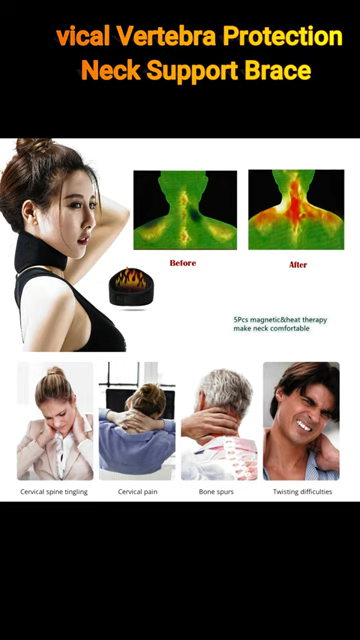 vical Vertebra Protection
Neck Support Brace
Before
After
5Pcs magnetic&heat therapy
make neck comfortable
Cervical spine tingling
Cervical pain
Bone spurs
Twisting difficulties